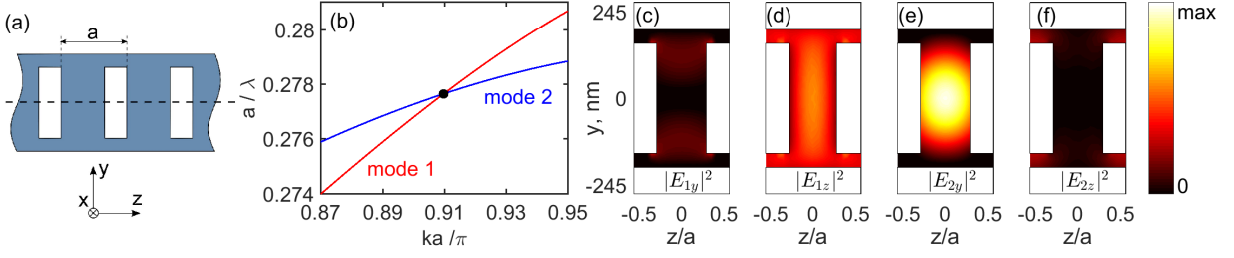 (a)
a
x
y
z
(b)
a / λ
0.28
0.278
0.276
0.274
mode 2
mode 1
0.87 0.89 0.91 0.93 0.95
ka /π
(c) (d) (e) (f)
y, nm
245
0
-245
|E₁y|² |E₁z|² |E₂y|² |E₂z|²
-0.5 0 0.5 -0.5 0 0.5 -0.5 0 0.5 -0.5 0 0.5
z/a z/a z/a z/a
max
0